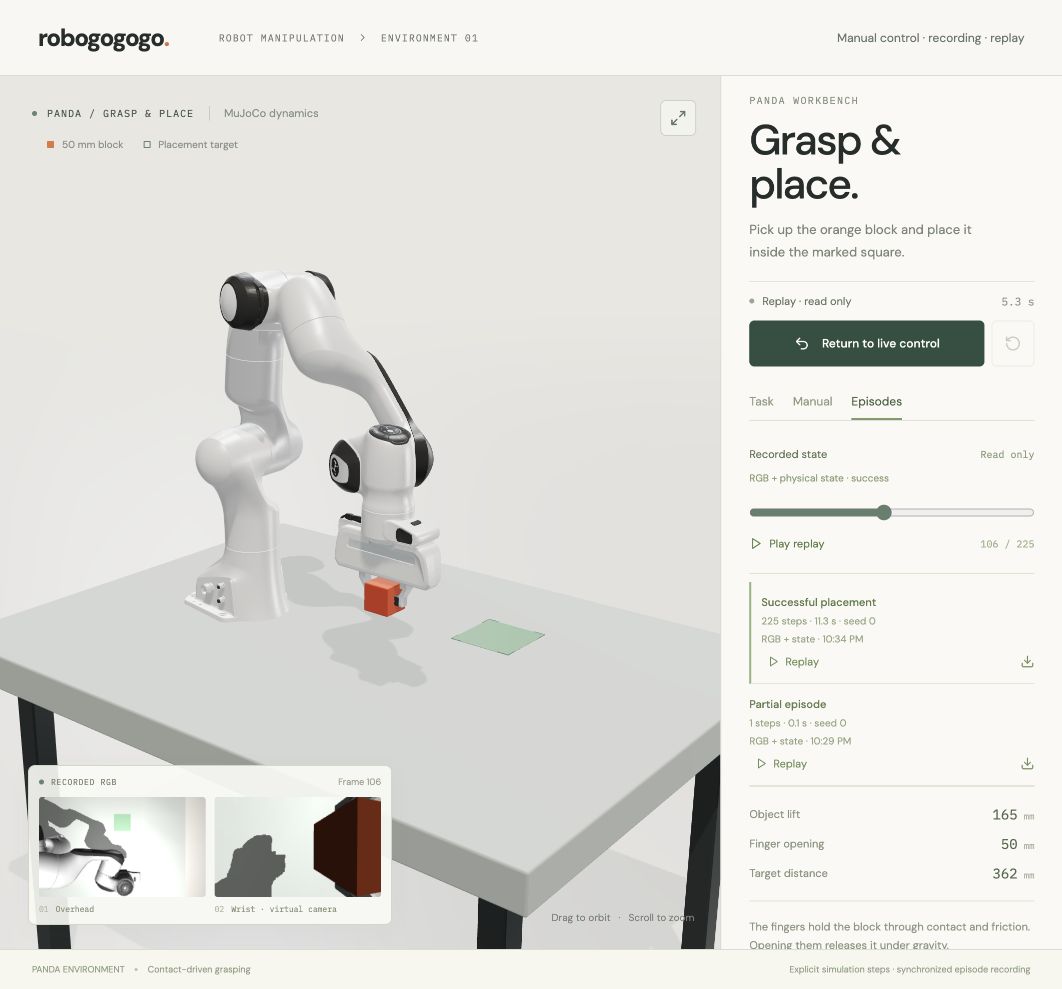 robogogogo.
ROBOT MANIPULATION > ENVIRONMENT 01
Manual control · recording · replay
PANDA / GRASP & PLACE
MuJoCo dynamics
50 mm block
Placement target
PANDA WORKBENCH
Grasp &
place.
Pick up the orange block and place it
inside the marked square.
Replay · read only
5.3 s
Return to live control
Task Manual Episodes
Recorded state
Read only
RGB + physical state · success
Play replay
106 / 225
Successful placement
225 steps · 11.3 s · seed 0
RGB + state · 10:34 PM
Replay
Partial episode
1 steps · 0.1 s · seed 0
RGB + state · 10:29 PM
Replay
Object lift 165 mm
Finger opening 50 mm
Target distance 362 mm
The fingers hold the block through contact and friction.
Opening them releases it under gravity.
RECORDED RGB
Frame 106
01 Overhead
02 Wrist · virtual camera
Drag to orbit · Scroll to zoom
PANDA ENVIRONMENT • Contact-driven grasping
Explicit simulation steps · synchronized episode recording